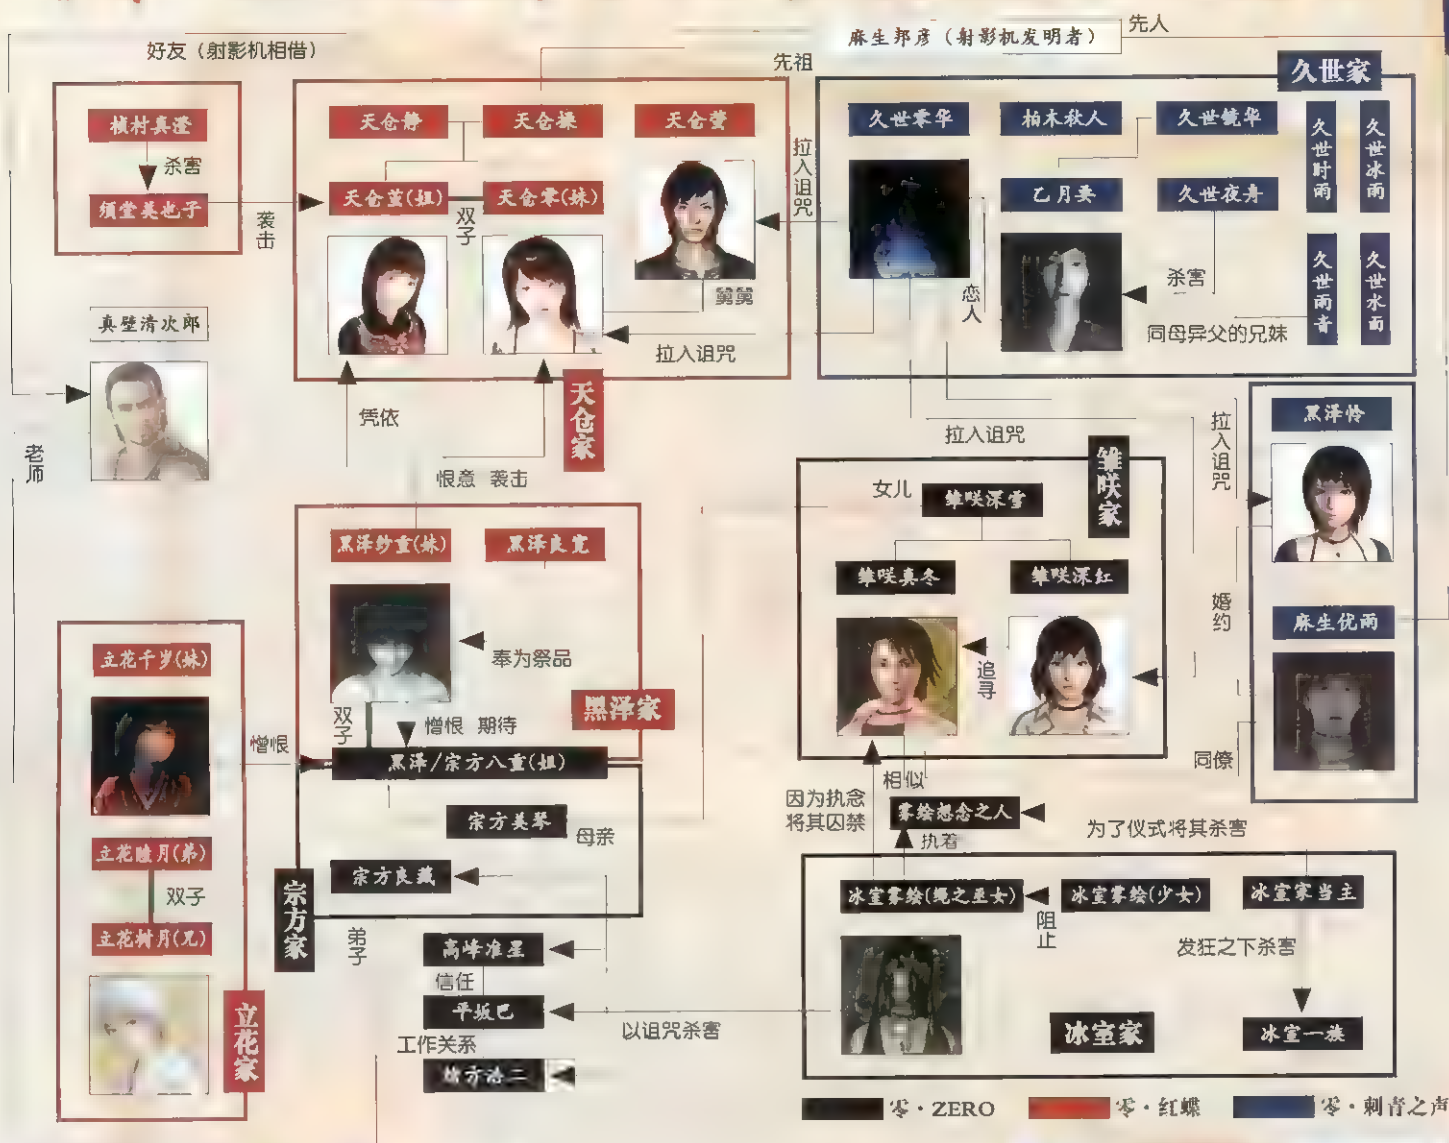 好友（射影机相借）
麻生邦彦（射影机发明者）
先人
先祖
久世家
槙村真澄
杀害
须堂美也子
袭击
天仓静
天仓操
天仓萤
天仓茧(姐)
双子
天仓零(妹)
舅舅
拉入诅咒
拉入诅咒
久世零华
柏木秋人
久世镜华
久世时雨
久世冰雨
乙月要
久世夜舟
恋人
杀害
久世雨音
久世水面
同母异父的兄妹
真壁清次郎
老师
天仓家
凭依
恨意 袭击
拉入诅咒
拉入诅咒
黑泽怜
雏咲家
女儿
雏咲深雪
黑泽纱重(妹)
黑泽良宽
雏咲真冬
雏咲深红
婚约
麻生优雨
立花千岁(妹)
奉为祭品
追寻
黑泽家
双子
憎恨 期待
憎恨
黑泽/宗方八重(姐)
同僚
相似
因为执念
将其囚禁
雾绘想念之人
为了仪式将其杀害
执着
宗方美琴
母亲
立花睦月(弟)
宗方良藏
双子
宗方家
冰室雾绘(绳之巫女)
阻止
冰室雾绘(少女)
冰室家当主
立花树月(兄)
弟子
高峰准星
信任
发狂之下杀害
平坂巴
以诅咒杀害
立花家
工作关系
绪方浩二
冰室家
冰室一族
零·ZERO
零·红蝶
零·刺青之声